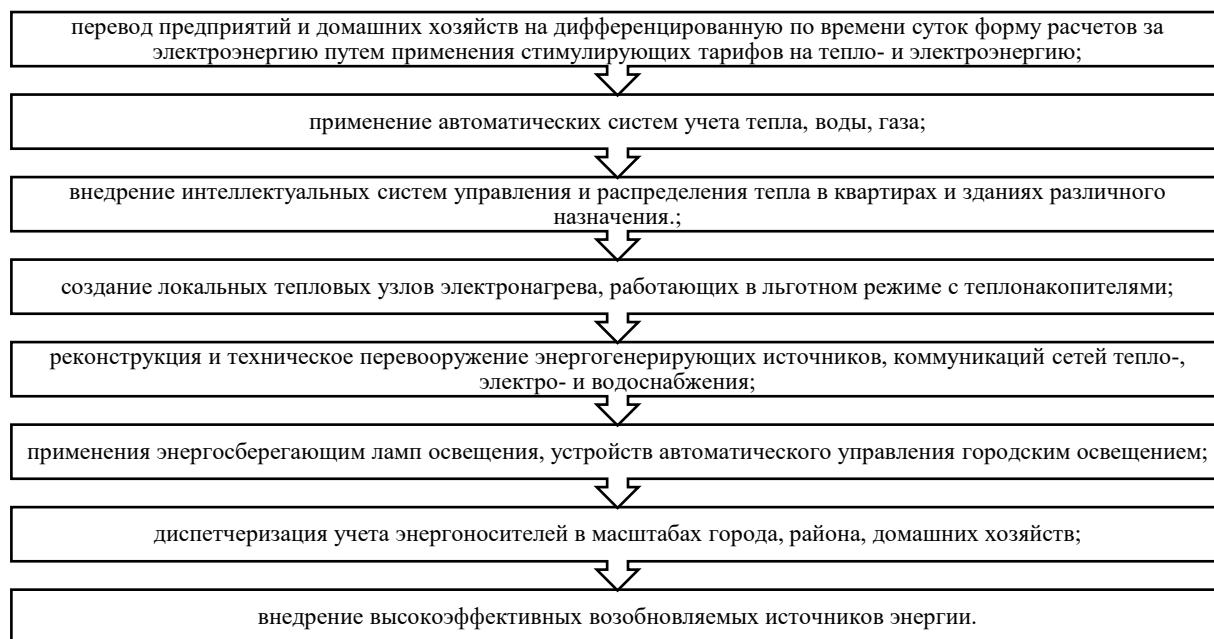 перевод предприятий и домашних хозяйств на дифференцированную по времени суток форму расчетов за
электроэнергию путем применения стимулирующих тарифов на тепло- и электроэнергию;
применение автоматических систем учета тепла, воды, газа;
внедрение интеллектуальных систем управления и распределения тепла в квартирах и зданиях различного
назначения.;
создание локальных тепловых узлов электронагрева, работающих в льготном режиме с теплонакопителями;
реконструкция и техническое перевооружение энергогенерирующих источников, коммуникаций сетей тепло-,
электро- и водоснабжения;
применения энергосберегающим ламп освещения, устройств автоматического управления городским освещением;
диспетчеризация учета энергоносителей в масштабах города, района, домашних хозяйств;
внедрение высокоэффективных возобновляемых источников энергии.